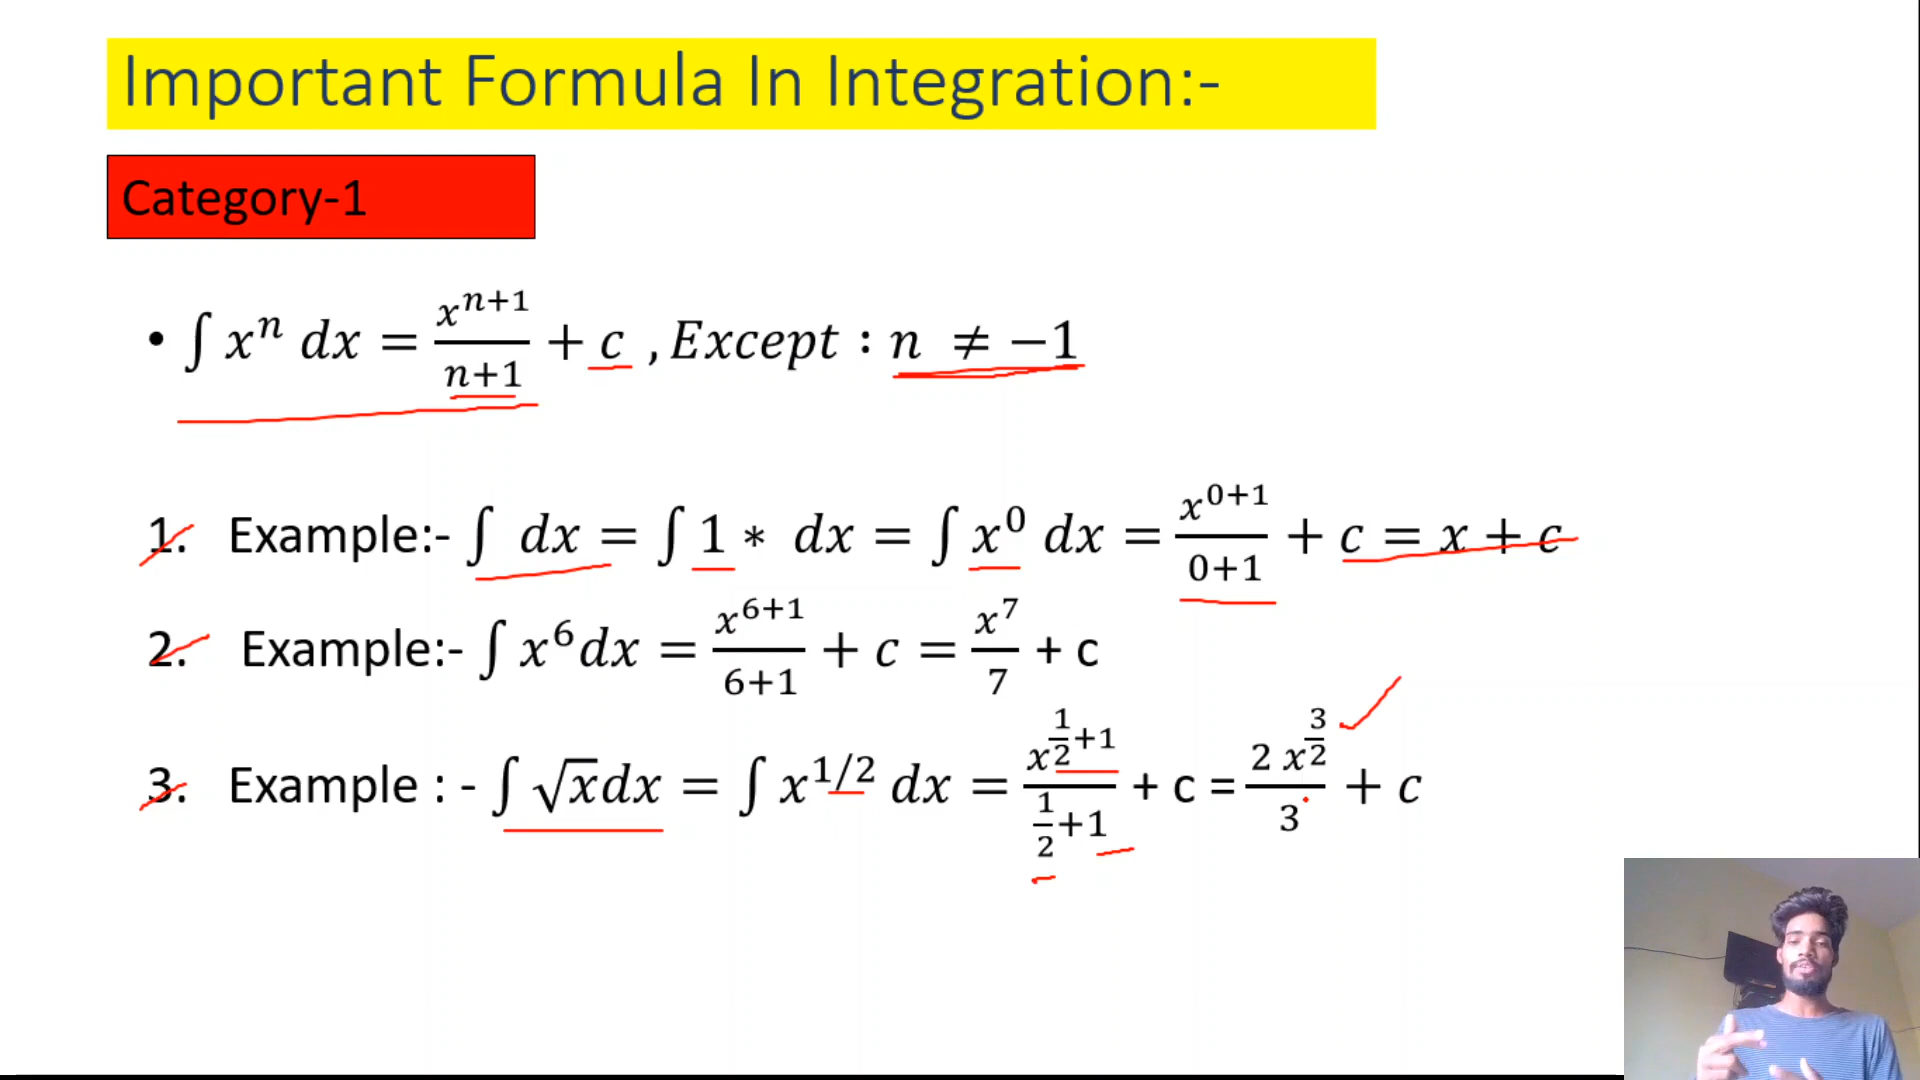 Important Formula In Integration:-
Category-1
• ∫ xⁿ dx = xⁿ⁺¹/n+1 + c , Except : n ≠ −1
1. Example:- ∫ dx = ∫ 1 * dx = ∫ x⁰ dx = x⁰⁺¹/0+1 + c = x + c
2. Example:- ∫ x⁶dx = x⁶⁺¹/6+1 + c = x⁷/7 + c
3. Example : - ∫ √x dx = ∫ x^1/2 dx = x^(1/2+1)/(1/2+1) + c = 2 x^(3/2)/3 + c